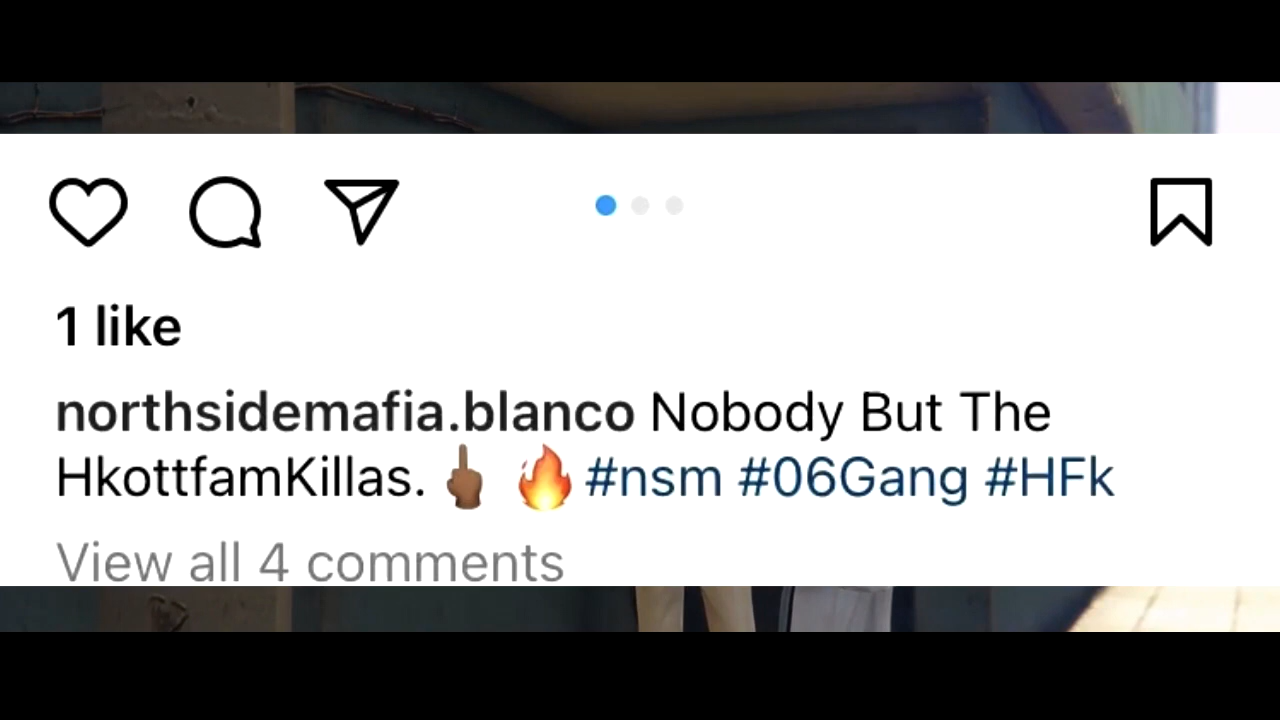 1 like
northsidemafia.blanco Nobody But The
HkottfamKillas. 🖕🏾 🔥 #nsm #06Gang #HFk
View all 4 comments